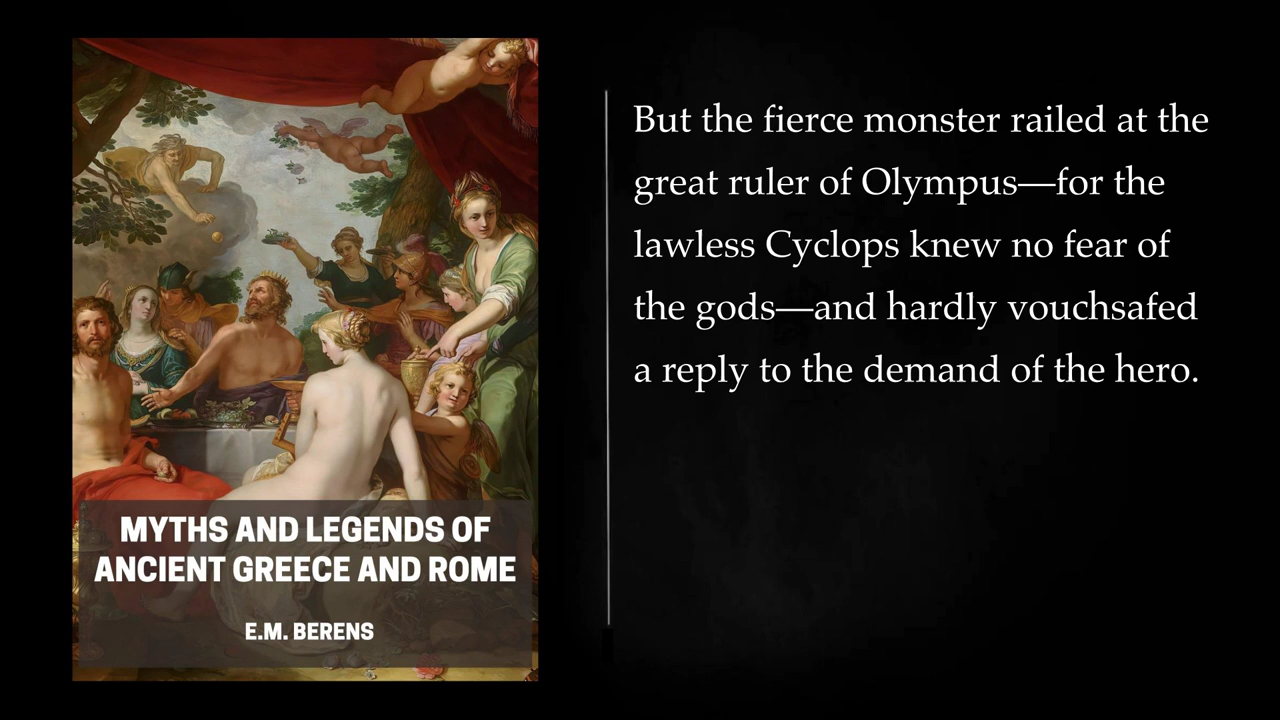 MYTHS AND LEGENDS OF
ANCIENT GREECE AND ROME
E.M. BERENS
But the fierce monster railed at the
great ruler of Olympus—for the
lawless Cyclops knew no fear of
the gods—and hardly vouchsafed
a reply to the demand of the hero.